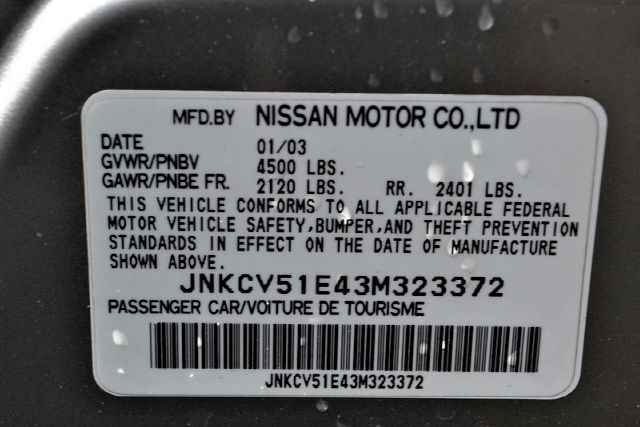 MFD.BY NISSAN MOTOR CO.,LTD
DATE 01/03
GVWR/PNBV 4500 LBS.
GAWR/PNBE FR. 2120 LBS. RR. 2401 LBS.
THIS VEHICLE CONFORMS TO ALL APPLICABLE FEDERAL
MOTOR VEHICLE SAFETY,BUMPER,AND THEFT PREVENTION
STANDARDS IN EFFECT ON THE DATE OF MANUFACTURE
SHOWN ABOVE.
JNKCV51E43M323372
PASSENGER CAR/VOITURE DE TOURISME
JNKCV51E43M323372